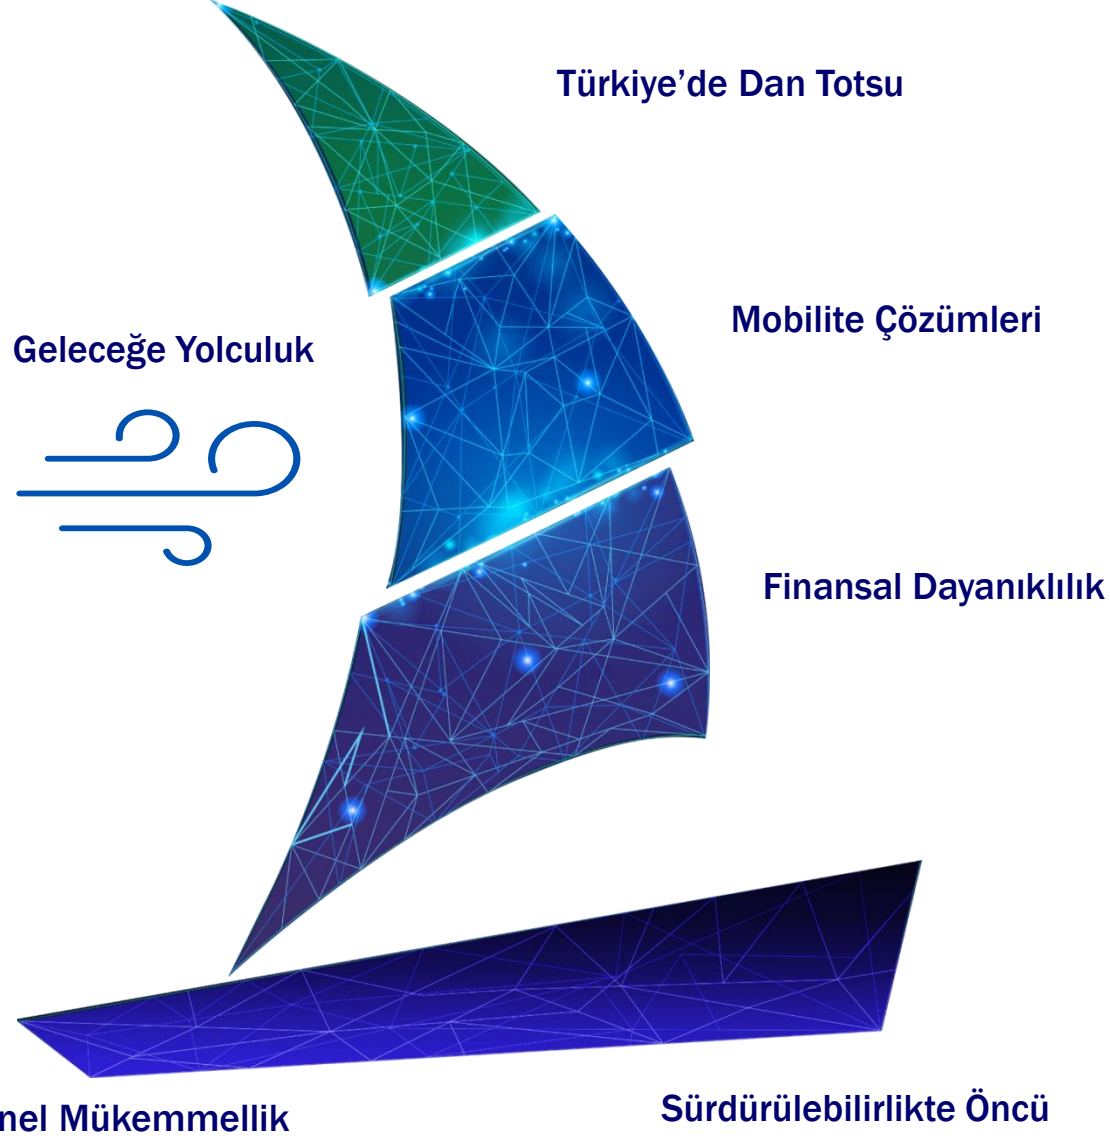 Türkiye’de Dan Totsu
Mobilite Çözümleri
Geleceğe Yolculuk
Finansal Dayanıklılık
Mükemmellik
Sürdürülebilirlikte Öncü